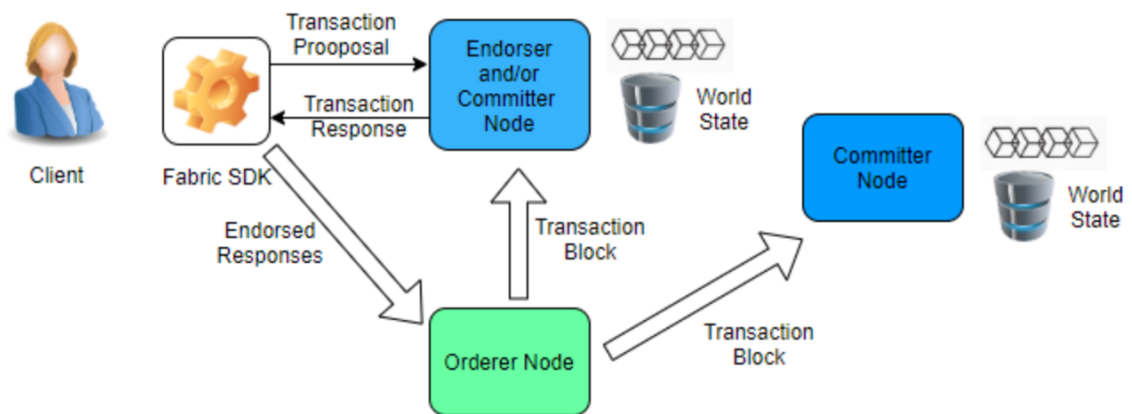 Transaction
Prooposal
Endorser
and/or
Committer
Node
Transaction
Response
World
State
Committer
Node
World
State
Client
Fabric SDK
Endorsed
Responses
Transaction
Block
Orderer Node
Transaction
Block